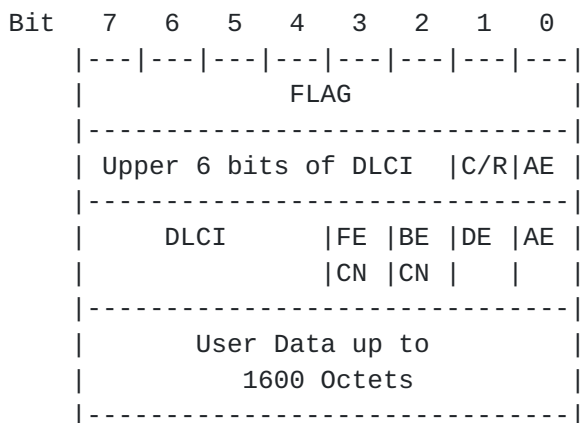 Bit 7 6 5 4 3 2 1 0
|---|---|---|---|---|---|---|---|
| FLAG |
|-------------------------------|
| Upper 6 bits of DLCI |C/R|AE |
|-------------------------------|
| DLCI |FE |BE |DE |AE |
| |CN |CN | | |
|-------------------------------|
| User Data up to |
| 1600 Octets |
|-------------------------------|